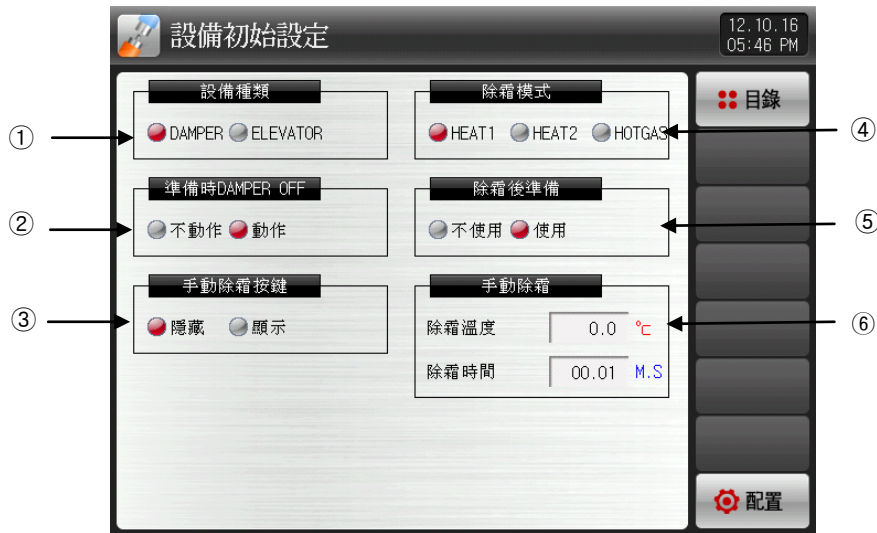 設備初始設定
12.10.16
05:46 PM
設備種類
① DAMPER ELEVATOR
除霜模式
HEAT1 HEAT2 HOTGAS ④
目錄
準備時DAMPER OFF
② 不動作 動作
除霜後準備
不使用 使用 ⑤
手動除霜按鍵
③ 隱藏 顯示
手動除霜
除霜溫度 0.0 ℃ ⑥
除霜時間 00.01 M.S
配置